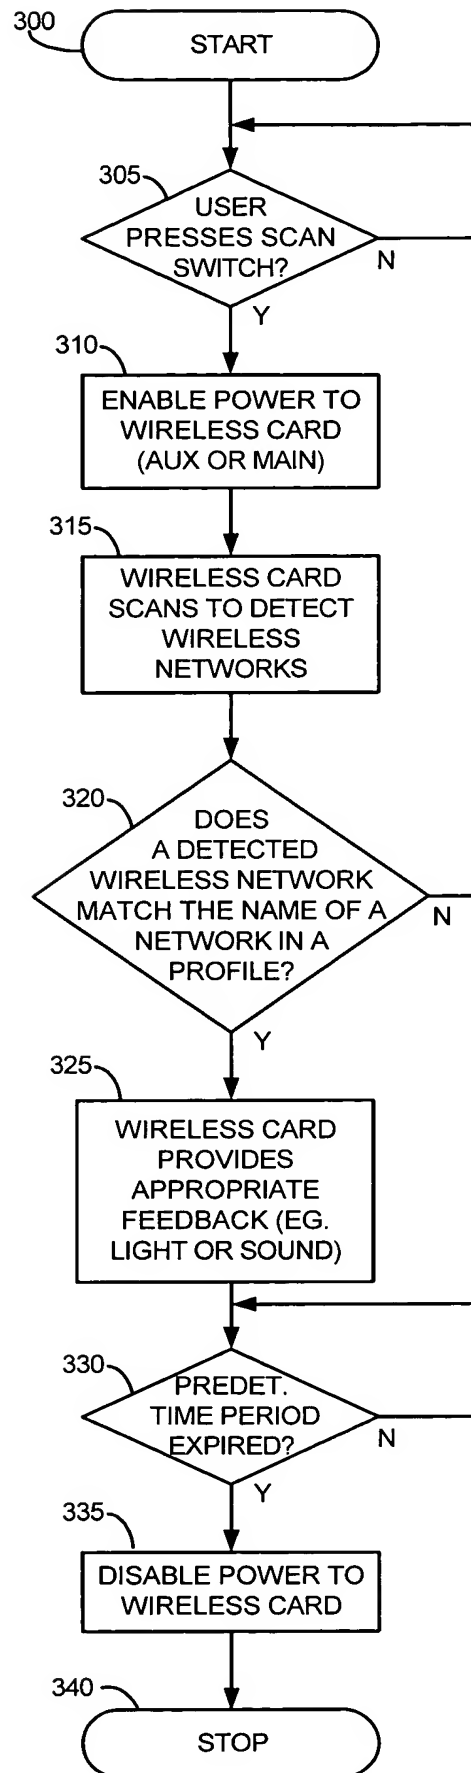 300
START
305
USER
PRESSES SCAN
SWITCH?
N
Y
310
ENABLE POWER TO
WIRELESS CARD
(AUX OR MAIN)
315
WIRELESS CARD
SCANS TO DETECT
WIRELESS
NETWORKS
320
DOES
A DETECTED
WIRELESS NETWORK
MATCH THE NAME OF A
NETWORK IN A
PROFILE?
N
Y
325
WIRELESS CARD
PROVIDES
APPROPRIATE
FEEDBACK (EG.
LIGHT OR SOUND)
330
PREDET.
TIME PERIOD
EXPIRED?
N
Y
335
DISABLE POWER TO
WIRELESS CARD
340
STOP